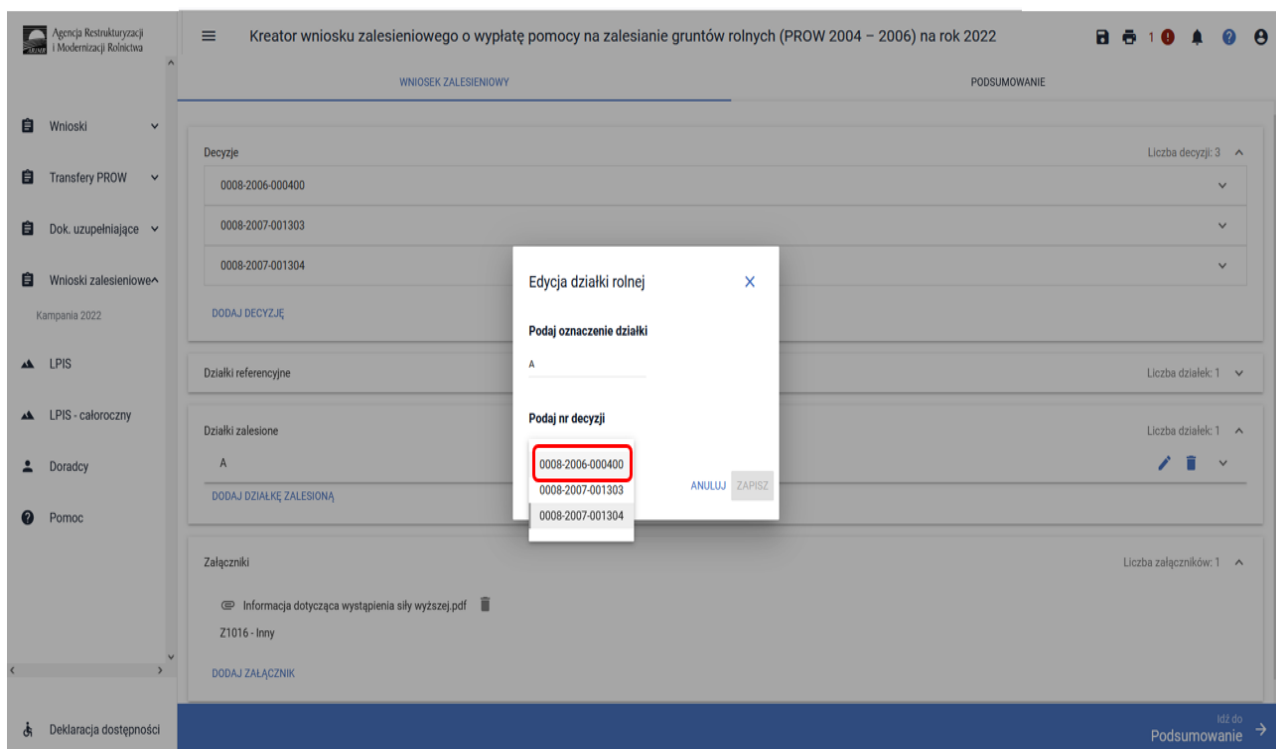 Agencja Restrukturyzacji
i Modernizacji Rolnictwa
ARiMR
Kreator wniosku zalesieniowego o wypłatę pomocy na zalesianie gruntów rolnych (PROW 2004 – 2006) na rok 2022
1
WNIOSEK ZALESIENIOWY
PODSUMOWANIE
Wnioski
Transfery PROW
Dok. uzupełniające
Wnioski zalesieniowe
Kampania 2022
LPIS
LPIS - całoroczny
Doradcy
Pomoc
Deklaracja dostępności
Decyzje
Liczba decyzji: 3
0008-2006-000400
0008-2007-001303
0008-2007-001304
DODAJ DECYZJĘ
Działki referencyjne
Liczba działek: 1
Działki zalesione
Liczba działek: 1
A
DODAJ DZIAŁKĘ ZALESIONĄ
Załączniki
Liczba załączników: 1
Informacja dotycząca wystąpienia siły wyższej.pdf
Z1016 - Inny
DODAJ ZAŁĄCZNIK
Edycja działki rolnej
Podaj oznaczenie działki
A
Podaj nr decyzji
0008-2006-000400
0008-2007-001303
0008-2007-001304
ANULUJ ZAPISZ
Idź do
Podsumowanie